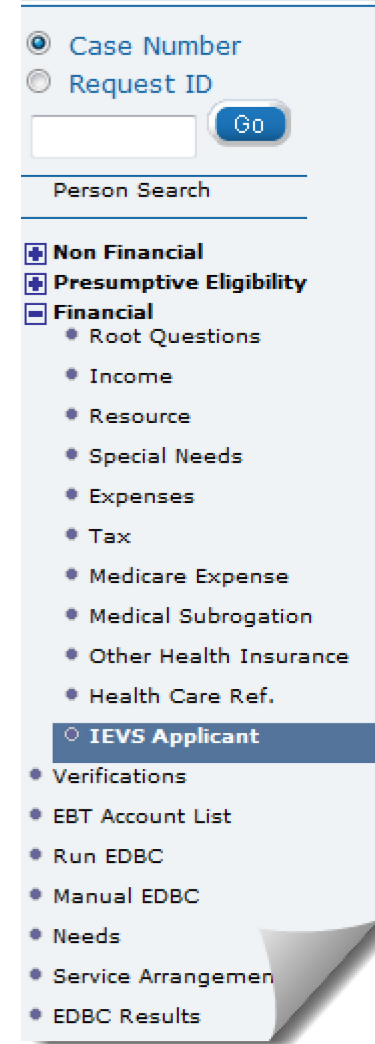 Case Number
Request ID
Go
Person Search
Non Financial
Presumptive Eligibility
Financial
Root Questions
Income
Resource
Special Needs
Expenses
Tax
Medicare Expense
Medical Subrogation
Other Health Insurance
Health Care Ref.
IEVS Applicant
Verifications
EBT Account List
Run EDBC
Manual EDBC
Needs
Service Arrangemen
EDBC Results